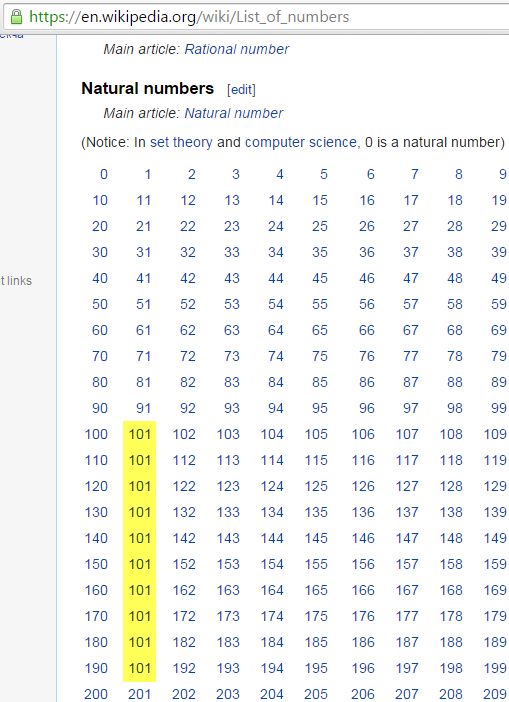 https://en.wikipedia.org/wiki/List_of_numbers
Main article: Rational number
Natural numbers [edit]
Main article: Natural number
(Notice: In set theory and computer science, 0 is a natural number)
0 1 2 3 4 5 6 7 8 9
10 11 12 13 14 15 16 17 18 19
20 21 22 23 24 25 26 27 28 29
30 31 32 33 34 35 36 37 38 39
t links
40 41 42 43 44 45 46 47 48 49
50 51 52 53 54 55 56 57 58 59
60 61 62 63 64 65 66 67 68 69
70 71 72 73 74 75 76 77 78 79
80 81 82 83 84 85 86 87 88 89
90 91 92 93 94 95 96 97 98 99
100 101 102 103 104 105 106 107 108 109
110 101 112 113 114 115 116 117 118 119
120 101 122 123 124 125 126 127 128 129
130 101 132 133 134 135 136 137 138 139
140 101 142 143 144 145 146 147 148 149
150 101 152 153 154 155 156 157 158 159
160 101 162 163 164 165 166 167 168 169
170 101 172 173 174 175 176 177 178 179
180 101 182 183 184 185 186 187 188 189
190 101 192 193 194 195 196 197 198 199
200 201 202 203 204 205 206 207 208 209